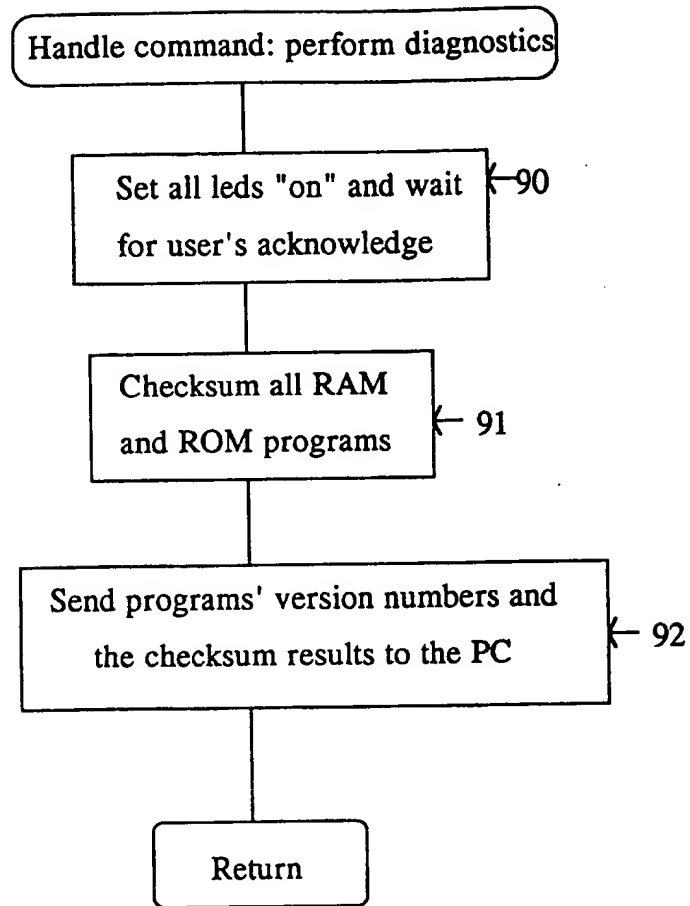 Handle command: perform diagnostics
Set all leds "on" and wait
for user's acknowledge
90
Checksum all RAM
and ROM programs
91
Send programs' version numbers and
the checksum results to the PC
92
Return